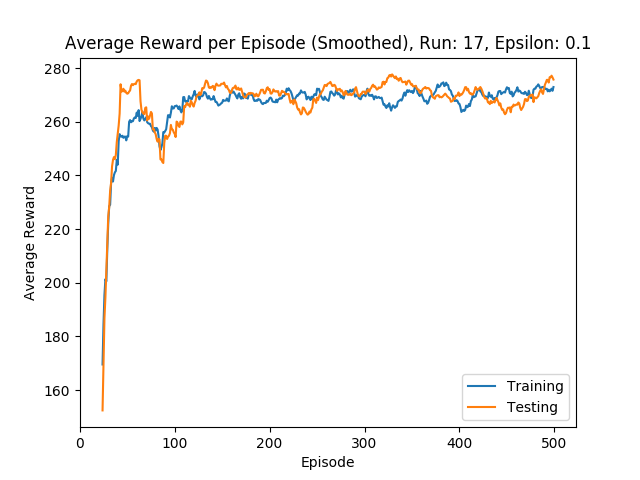 Average Reward per Episode (Smoothed), Run: 17, Epsilon: 0.1
Average Reward
280
260
240
220
200
180
160
0 100 200 300 400 500
Episode
Training
Testing